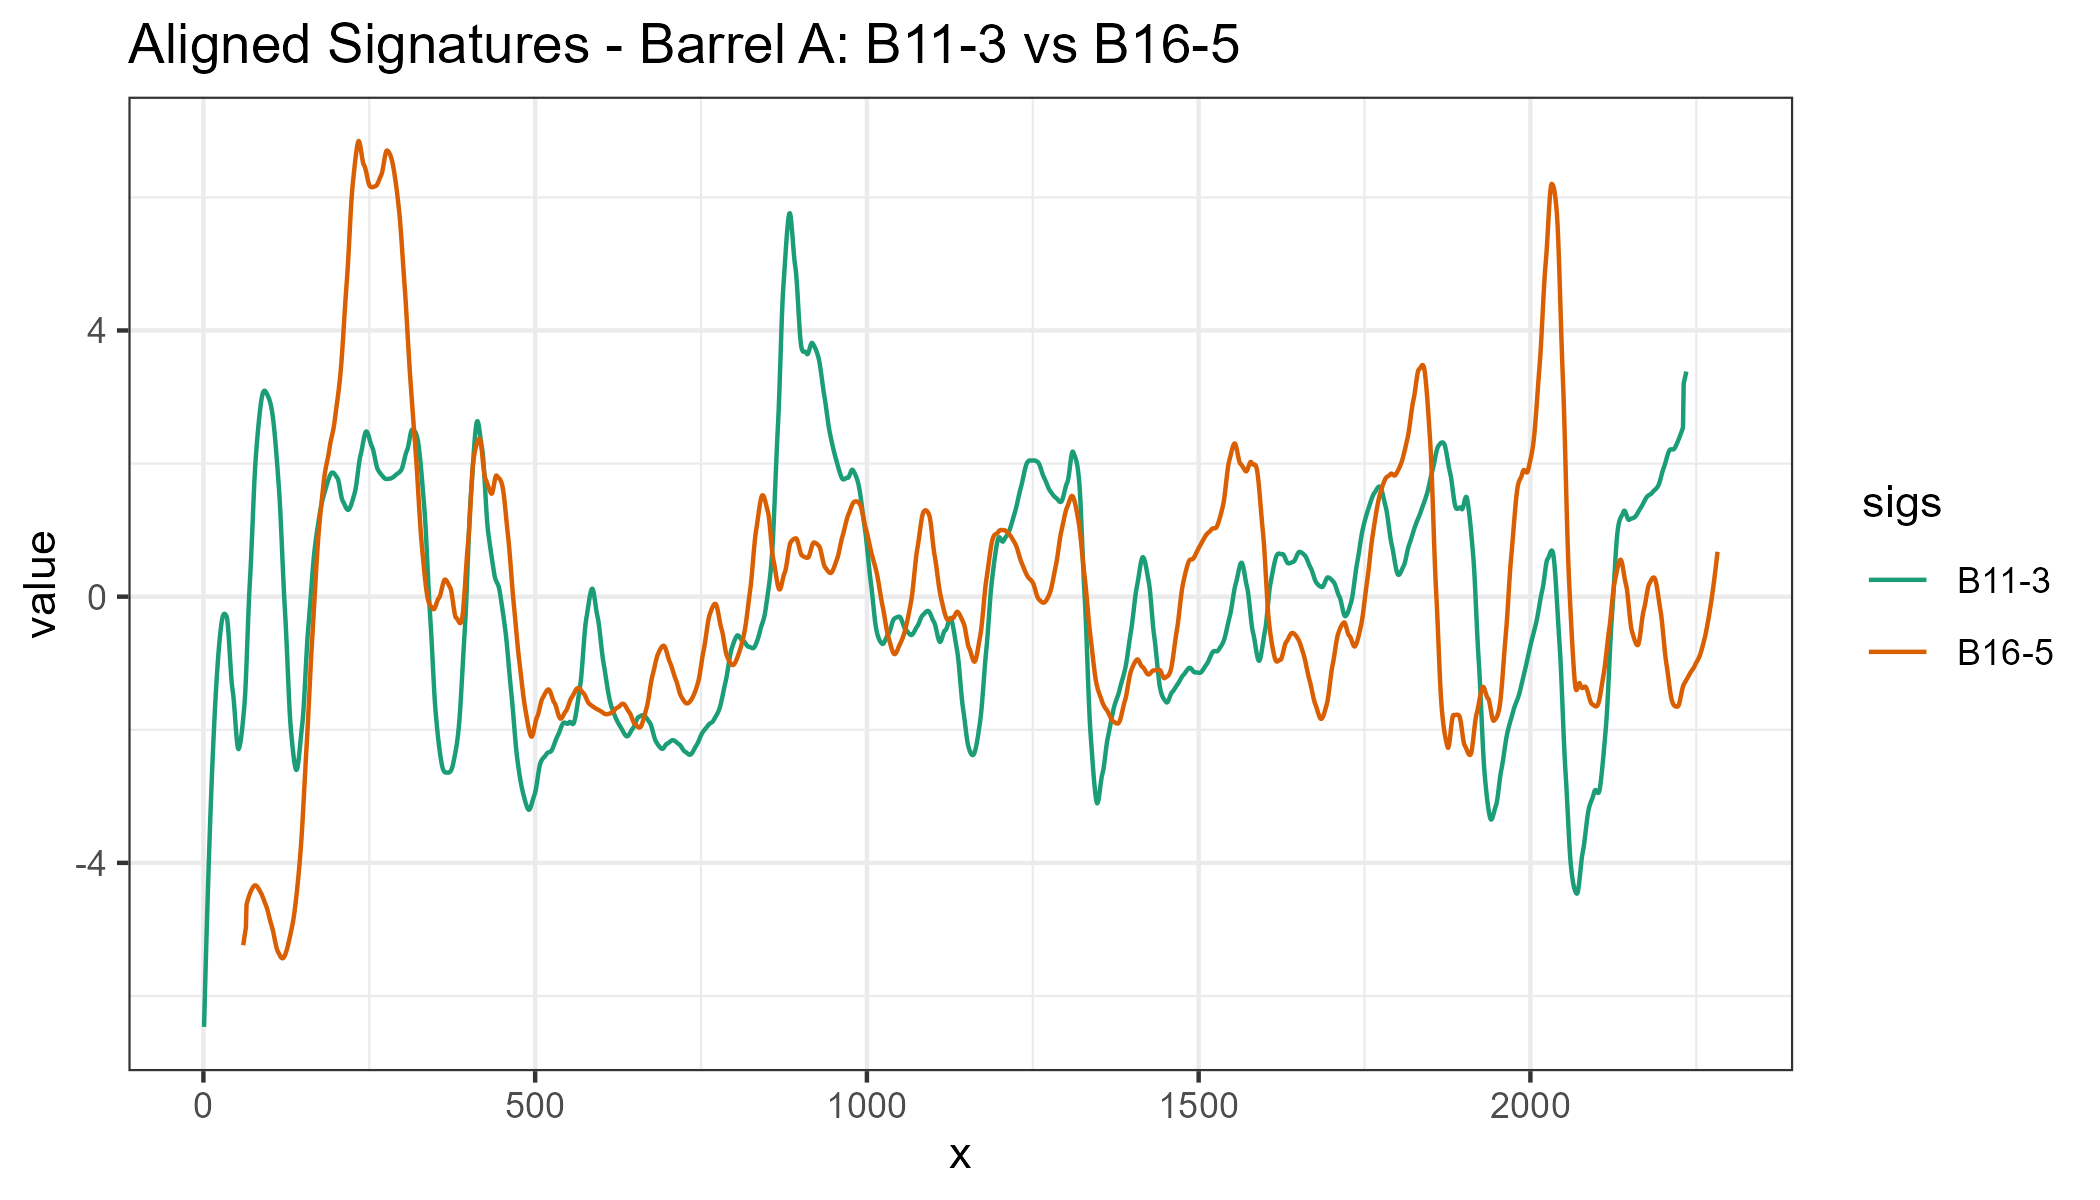 Aligned Signatures - Barrel A: B11-3 vs B16-5
value
4
0
-4
0 500 1000 1500 2000
x
sigs
B11-3
B16-5